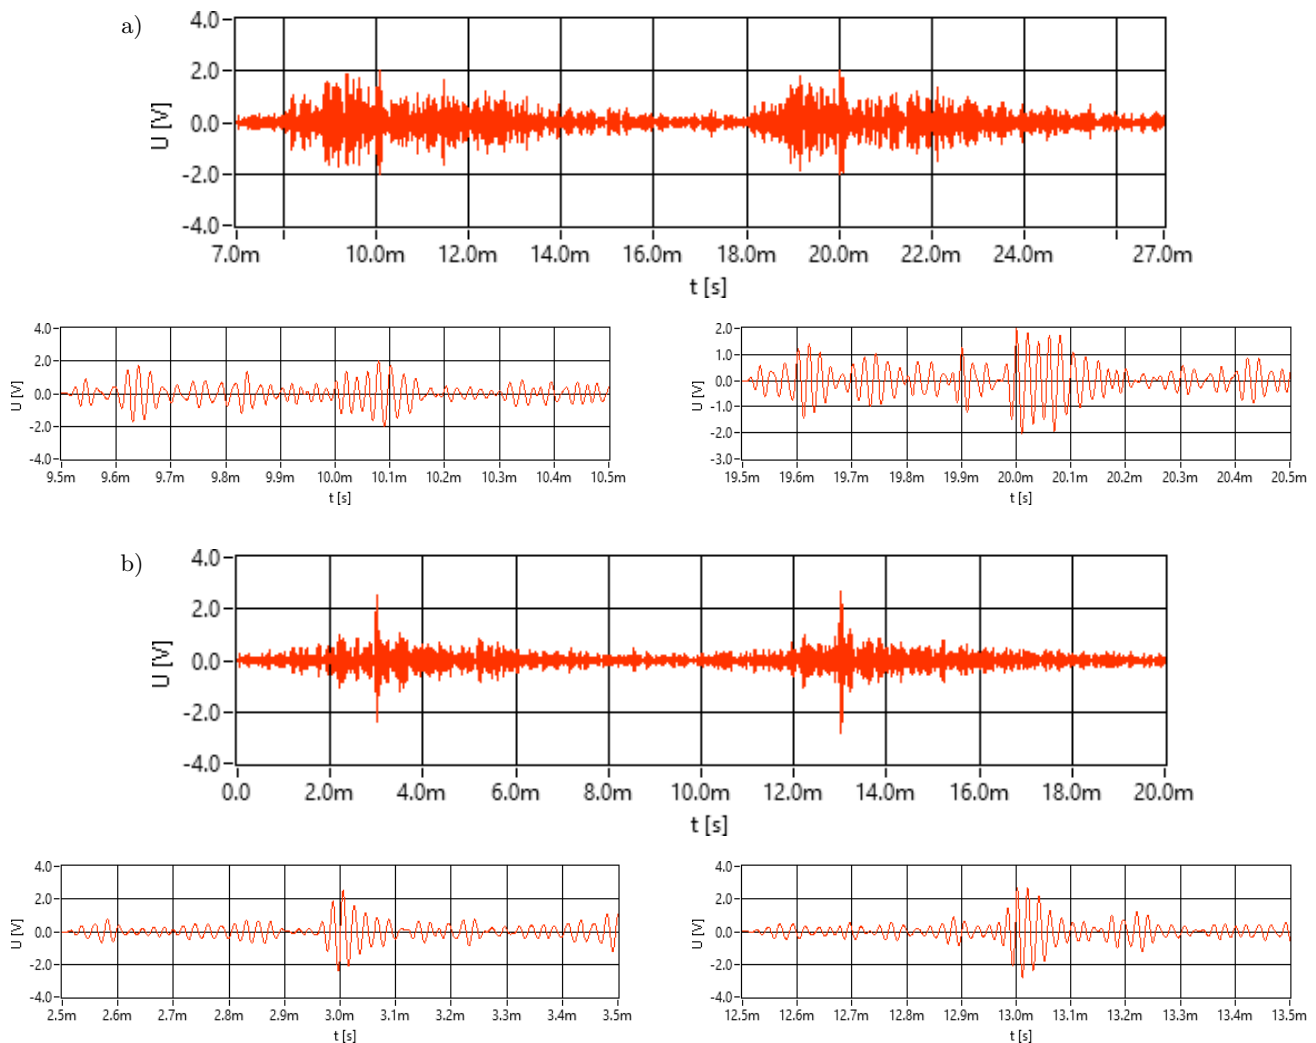 a)
4.0
2.0
0.0
-2.0
-4.0
U [V]
7.0m 10.0m 12.0m 14.0m 16.0m 18.0m 20.0m 22.0m 24.0m 27.0m
t [s]
4.0
2.0
0.0
-2.0
-4.0
U [V]
9.5m 9.6m 9.7m 9.8m 9.9m 10.0m 10.1m 10.2m 10.3m 10.4m 10.5m
t [s]
2.0
1.0
0.0
-1.0
-2.0
-3.0
U [V]
19.5m 19.6m 19.7m 19.8m 19.9m 20.0m 20.1m 20.2m 20.3m 20.4m 20.5m
t [s]
b)
4.0
2.0
0.0
-2.0
-4.0
U [V]
0.0 2.0m 4.0m 6.0m 8.0m 10.0m 12.0m 14.0m 16.0m 18.0m 20.0m
t [s]
4.0
2.0
0.0
-2.0
-4.0
U [V]
2.5m 2.6m 2.7m 2.8m 2.9m 3.0m 3.1m 3.2m 3.3m 3.4m 3.5m
t [s]
4.0
2.0
0.0
-2.0
-4.0
U [V]
12.5m 12.6m 12.7m 12.8m 12.9m 13.0m 13.1m 13.2m 13.3m 13.4m 13.5m
t [s]